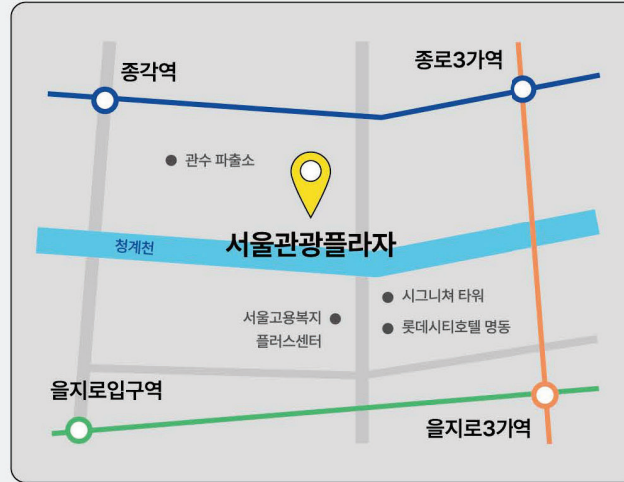 종각역
종로3가역
관수 파출소
청계천
서울관광플라자
시그니쳐 타워
서울고용복지
플러스센터
롯데시티호텔 명동
을지로입구역
을지로3가역